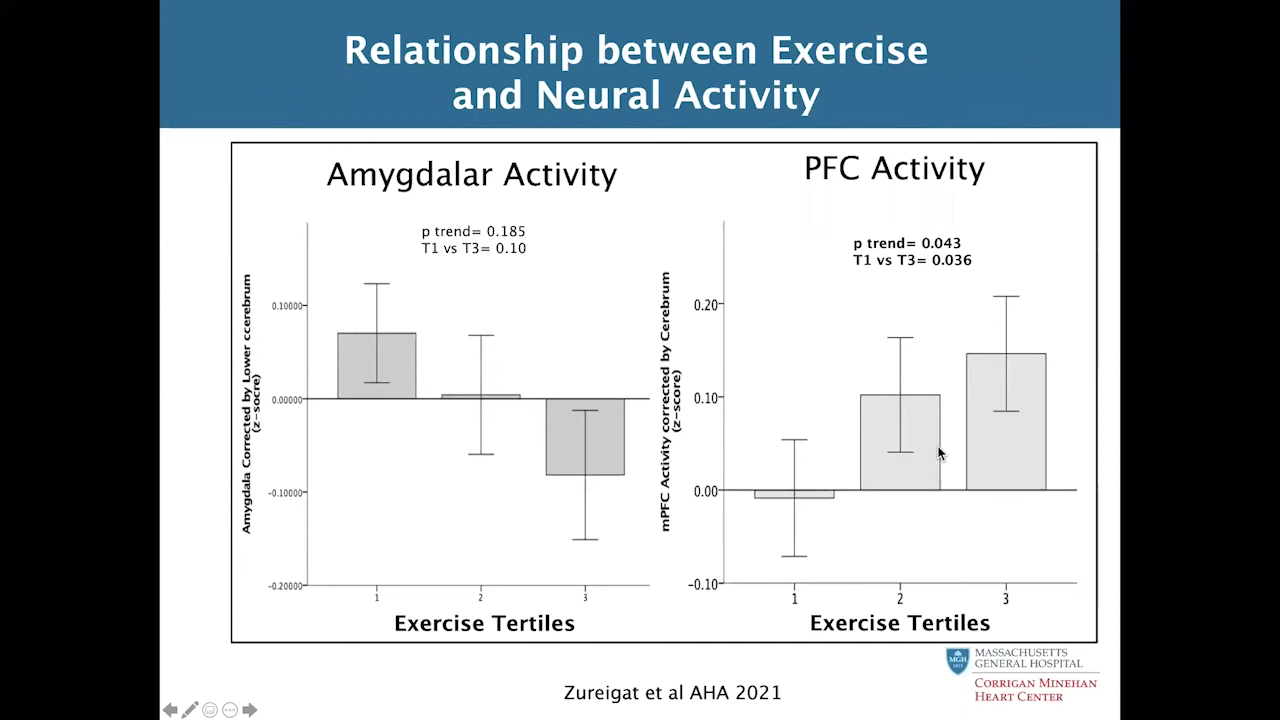 Relationship between Exercise
and Neural Activity
Amygdalar Activity
p trend= 0.185
T1 vs T3= 0.10
Amygdala Corrected by Lower ccerebrum
(z-socre)
0.10000
0.00000
-0.10000
-0.20000
1
2
3
Exercise Tertiles
PFC Activity
p trend= 0.043
T1 vs T3= 0.036
mPFC Activity corrected by Cerebrum
(z-score)
0.20
0.10
0.00
-0.10
1
2
3
Exercise Tertiles
MGH
1811
MASSACHUSETTS
GENERAL HOSPITAL
CORRIGAN MINEHAN
HEART CENTER
Zureigat et al AHA 2021